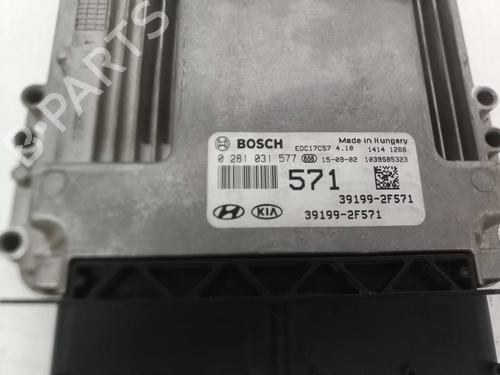 B-PARTS
BOSCH
EDC17C57 4.10
Made in Hungary
1414 1268
0 281 031 577 658 15-09-02 1039S85323
571
39199-2F571
KIA
39199-2F571